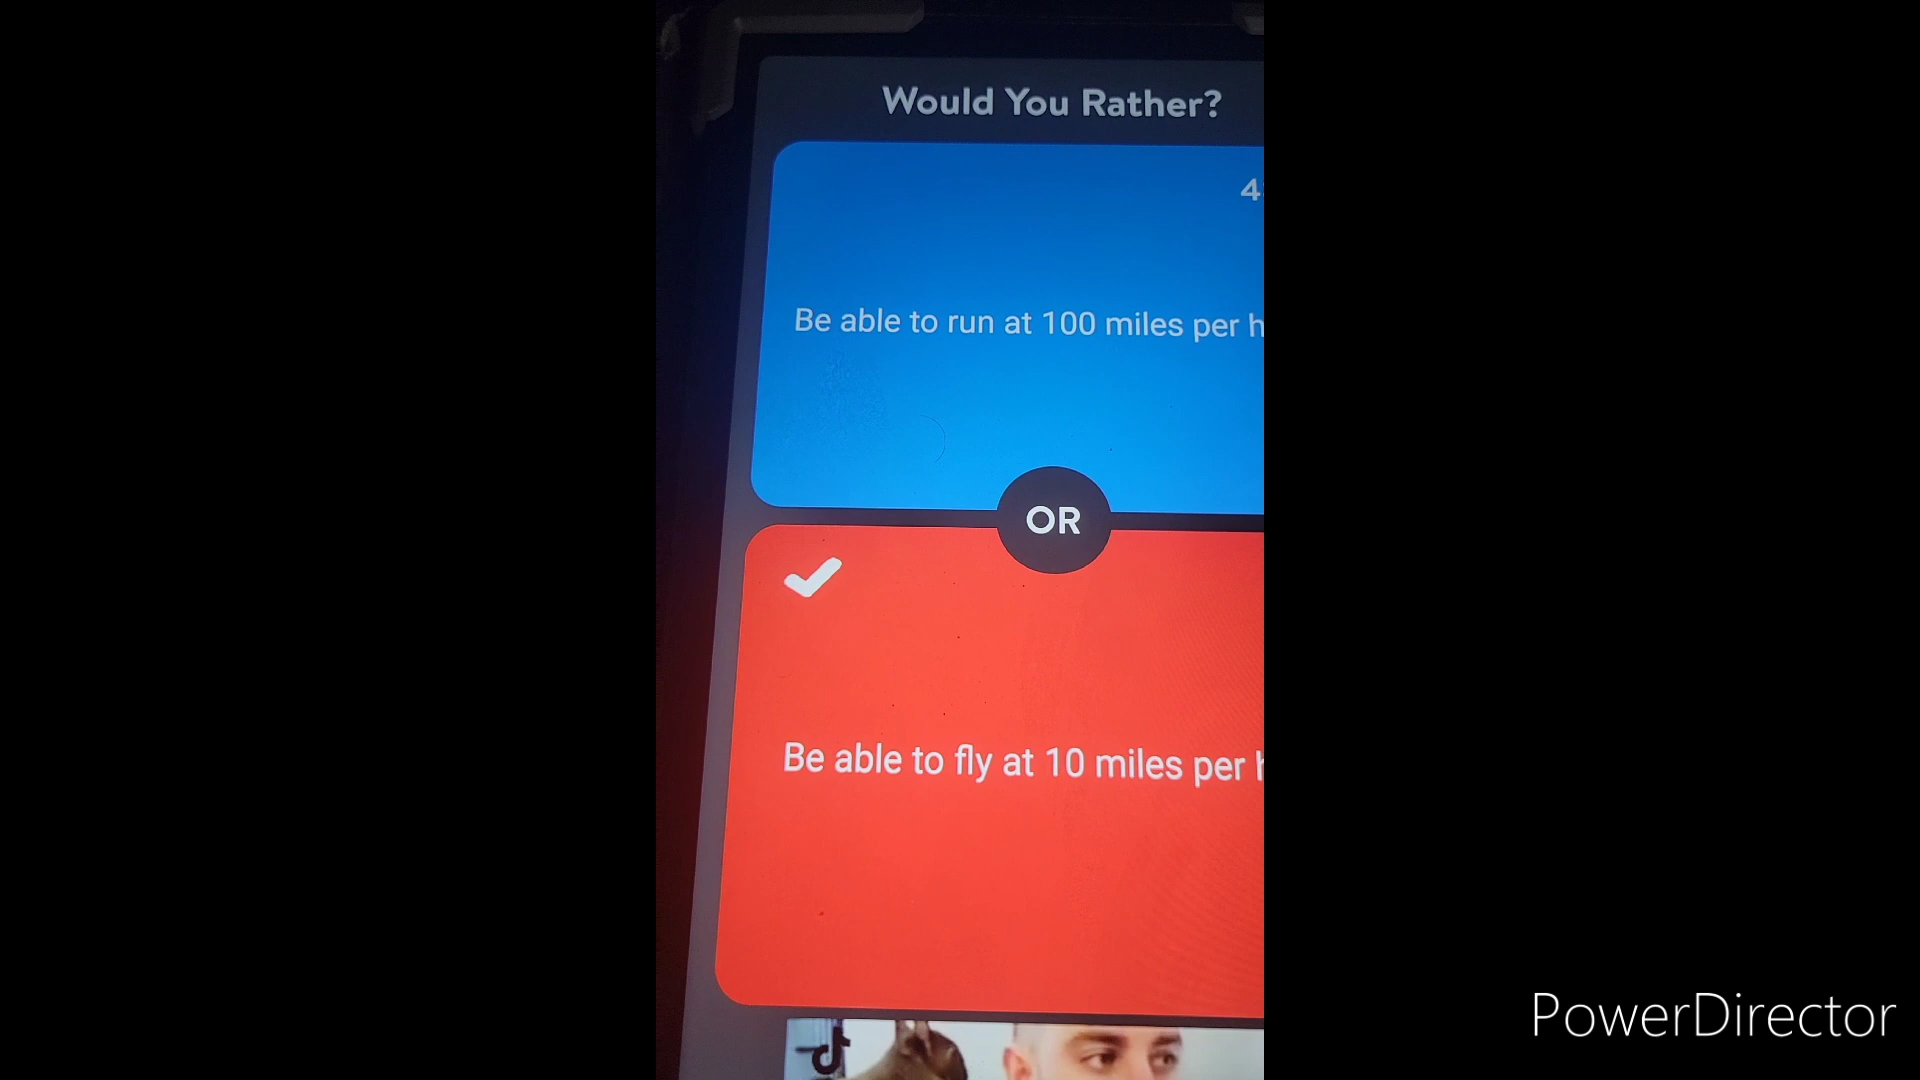 Would You Rather?
4
Be able to run at 100 miles per h
OR
Be able to fly at 10 miles per h
PowerDirector